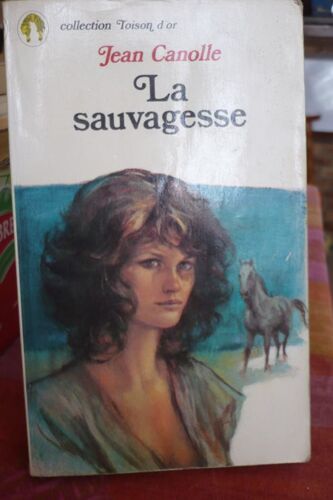 collection Toison d'or
Jean Canolle
La
sauvagesse